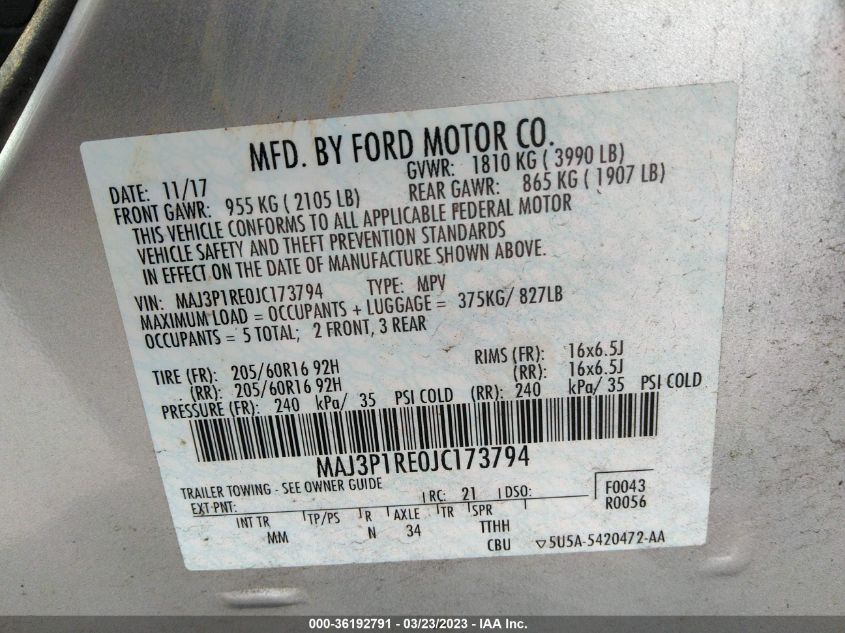 MFD. BY FORD MOTOR CO.
DATE: 11/17 GVWR: 1810 KG ( 3990 LB)
FRONT GAWR: 955 KG ( 2105 LB) REAR GAWR: 865 KG ( 1907 LB)
THIS VEHICLE CONFORMS TO ALL APPLICABLE FEDERAL MOTOR
VEHICLE SAFETY AND THEFT PREVENTION STANDARDS
IN EFFECT ON THE DATE OF MANUFACTURE SHOWN ABOVE.
VIN: MAJ3P1RE0JC173794 TYPE: MPV
MAXIMUM LOAD = OCCUPANTS + LUGGAGE = 375KG/ 827LB
OCCUPANTS = 5 TOTAL; 2 FRONT, 3 REAR
TIRE (FR): 205/60R16 92H RIMS (FR): 16x6.5J
(RR): 205/60R16 92H (RR): 16x6.5J
PRESSURE (FR): 240 kPa/ 35 PSI COLD (RR): 240 kPa/ 35 PSI COLD
MAJ3P1RE0JC173794
TRAILER TOWING - SEE OWNER GUIDE
EXT PNT: RC: 21 DSO: F0043
R0056
INT TR TP/PS R AXLE TR SPR
MM N 34 TTHH
CBU ▽5U5A-5420472-AA
000-36192791 - 03/23/2023 - IAA Inc.